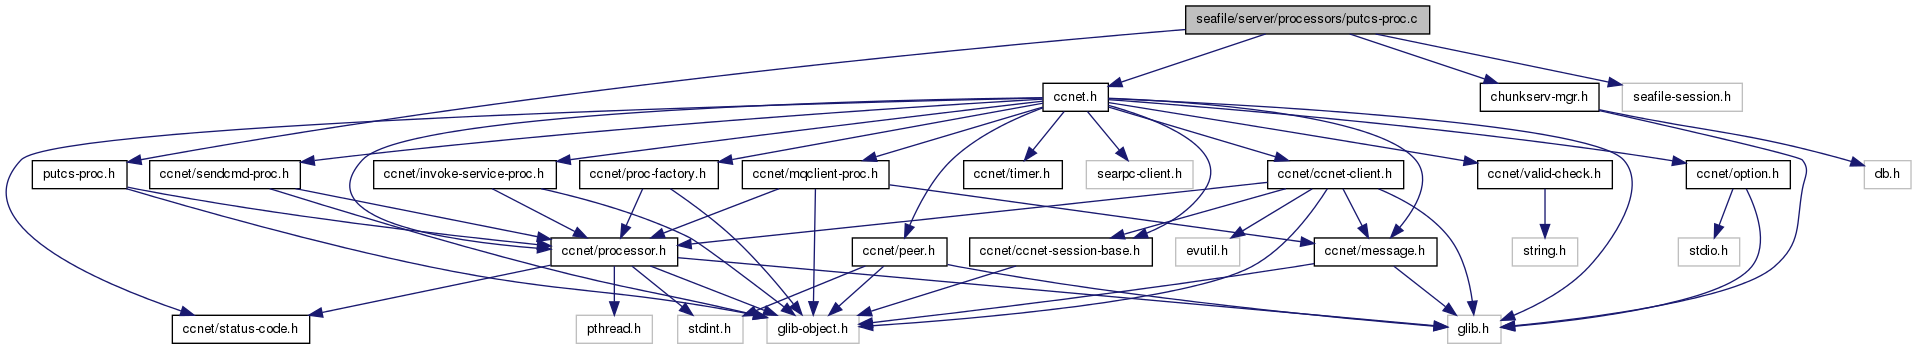 seafile/server/processors/putcs-proc.c
ccnet.h
chunkserv-mgr.h
seafile-session.h
putcs-proc.h
ccnet/sendcmd-proc.h
ccnet/invoke-service-proc.h
ccnet/proc-factory.h
ccnet/mqclient-proc.h
ccnet/timer.h
searpc-client.h
ccnet/ccnet-client.h
ccnet/valid-check.h
ccnet/option.h
db.h
ccnet/processor.h
ccnet/peer.h
ccnet/ccnet-session-base.h
evutil.h
ccnet/message.h
string.h
stdio.h
ccnet/status-code.h
pthread.h
stdint.h
glib-object.h
glib.h